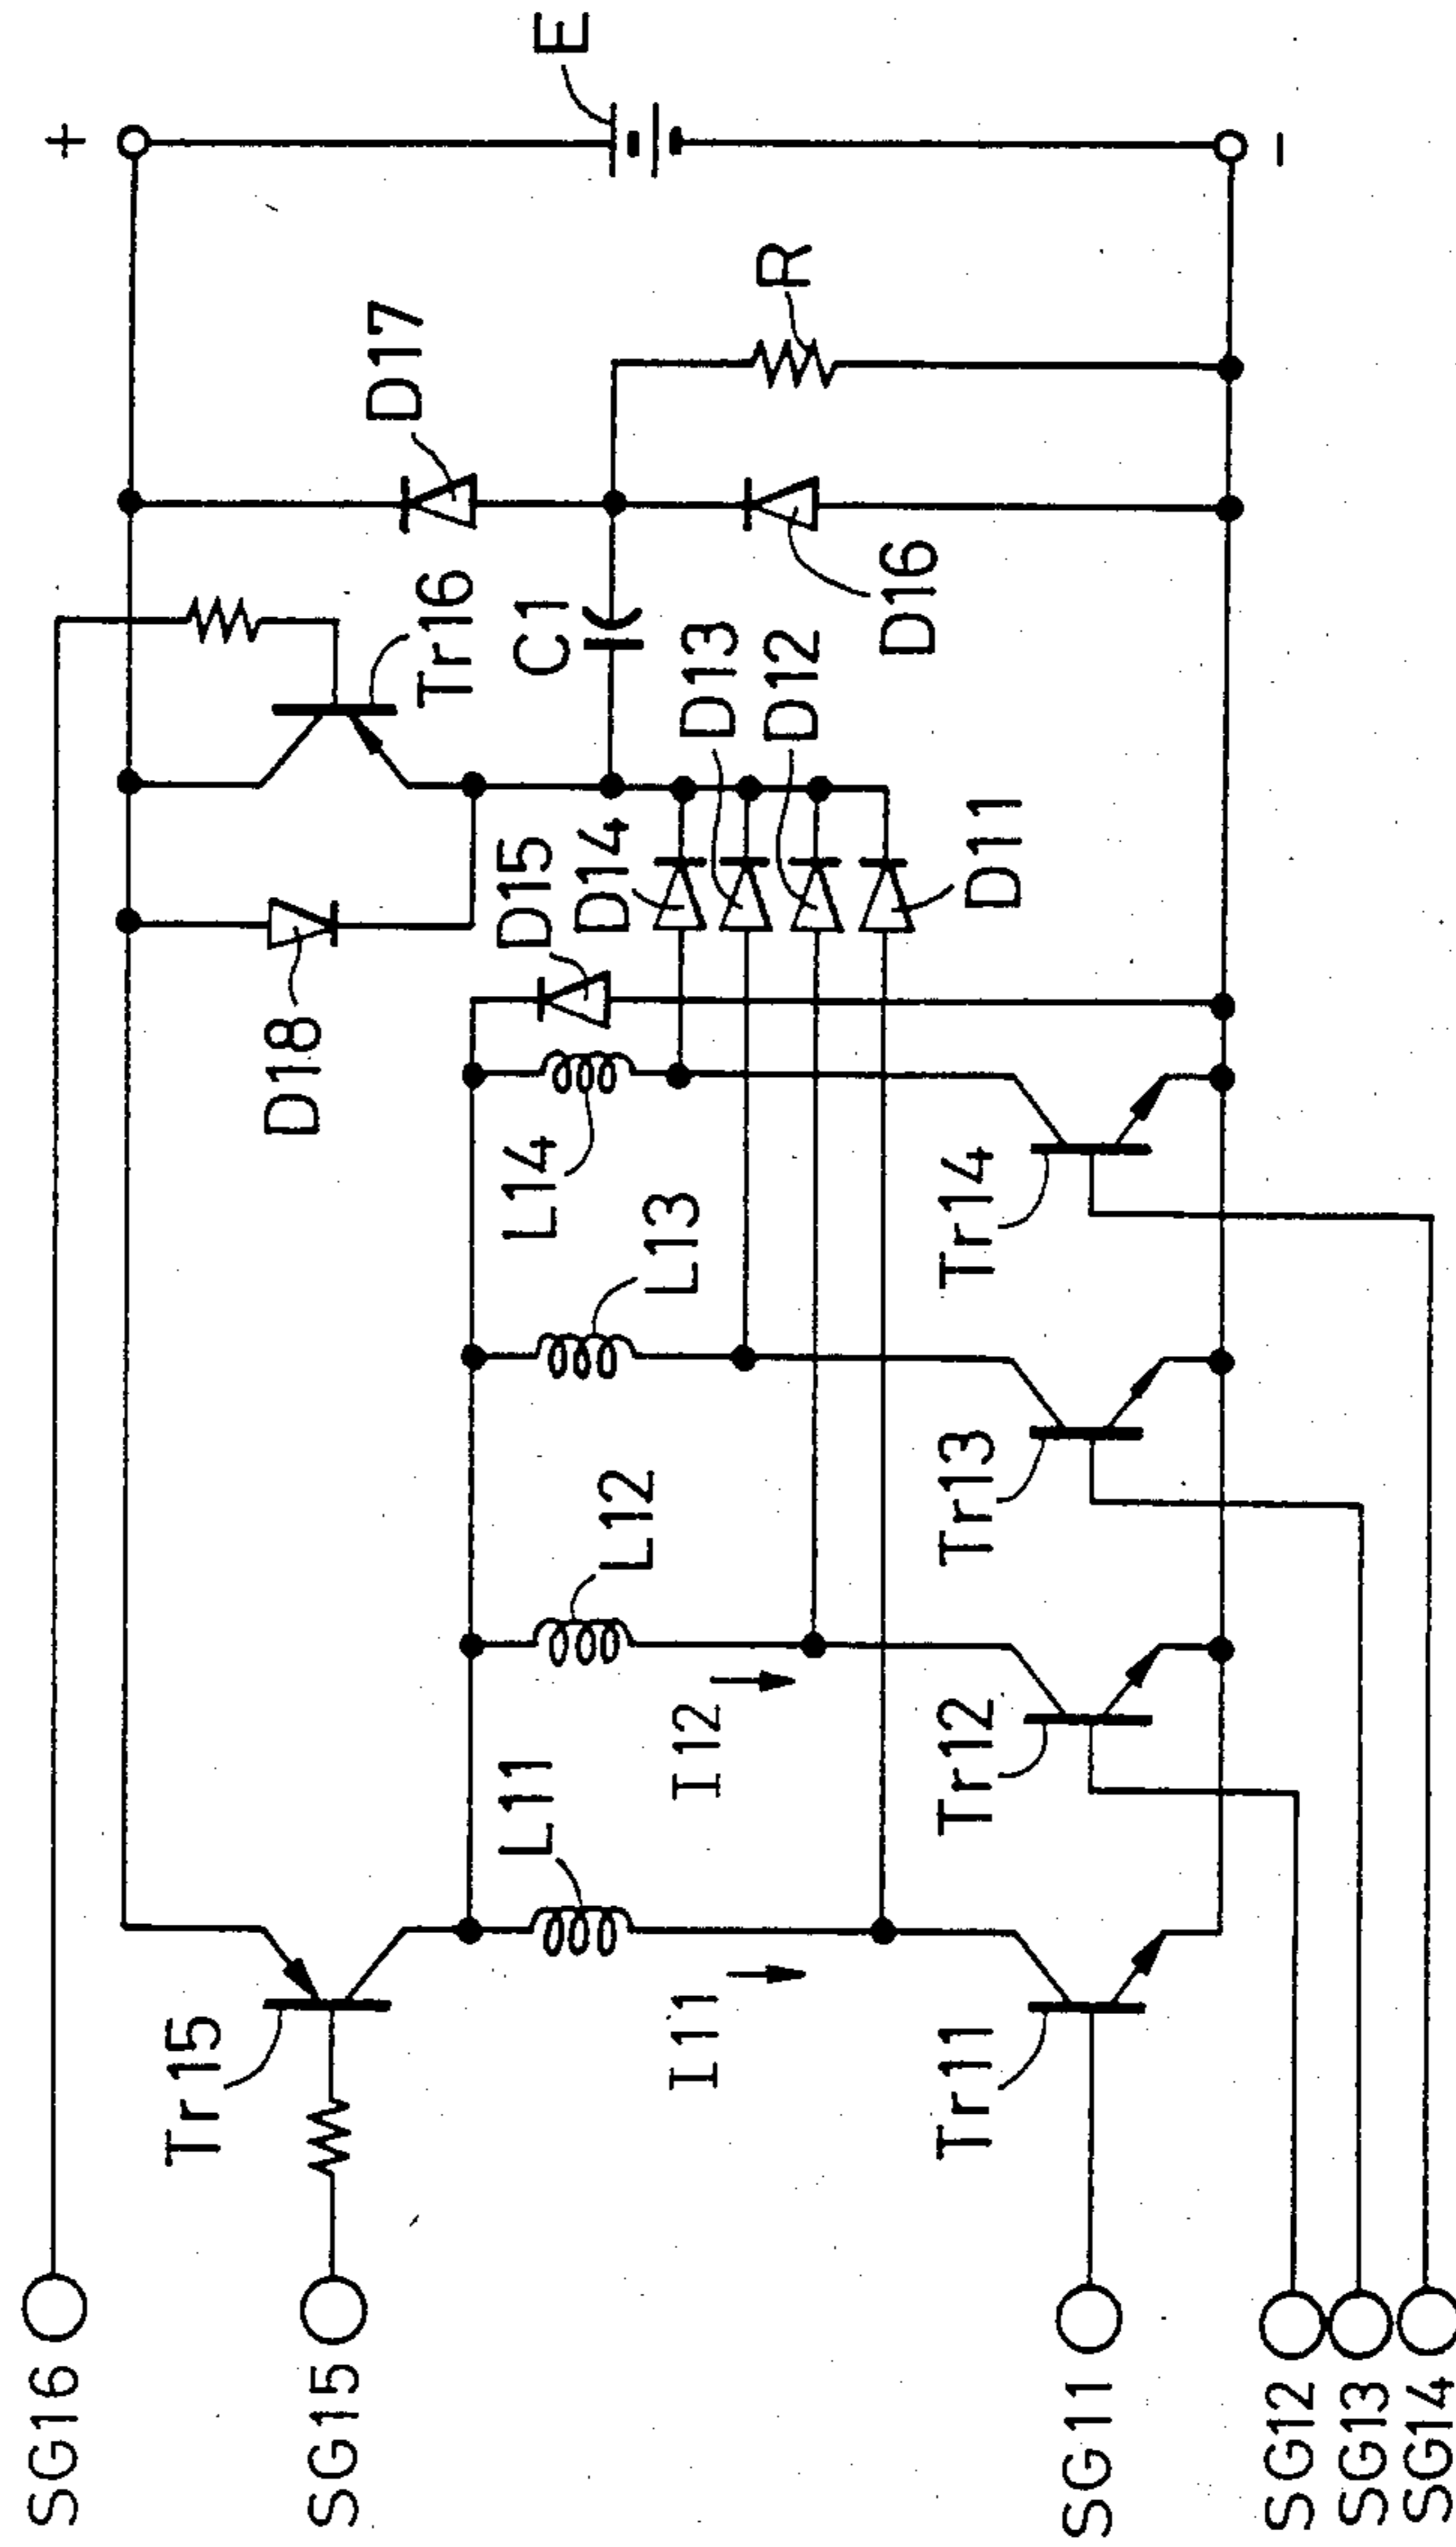 +
E
-
R
D17
D16
Tr16
C1
D13
D12
D15
D14
D11
D18
L14
L13
Tr14
L12
Tr13
I12
L11
Tr12
I11
Tr15
Tr11
SG16
SG15
SG11
SG12
SG13
SG14